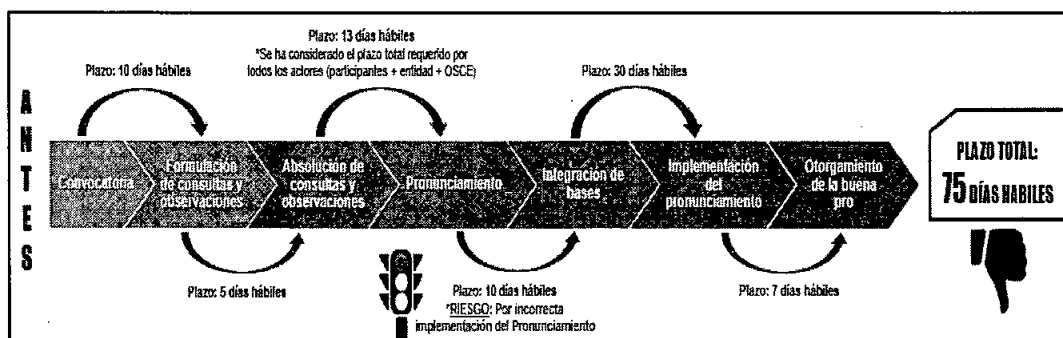 ANTES
Plazo: 10 días hábiles
Plazo: 13 días hábiles
*Se ha considerado el plazo total requerido por
todos los actores (participantes + entidad + OSCE)
Plazo: 30 días hábiles
Convocatoria
Formulación
de consultas y
observaciones
Absolución de
consultas y
observaciones
Pronunciamiento
Integración de
bases
Implementación
del
pronunciamiento
Otorgamiento
de la buena
pro
PLAZO TOTAL:
75 DÍAS HABILES
Plazo: 5 días hábiles
Plazo: 10 días hábiles
*RIESGO: Por incorrecta
implementación del Pronunciamiento
Plazo: 7 días hábiles